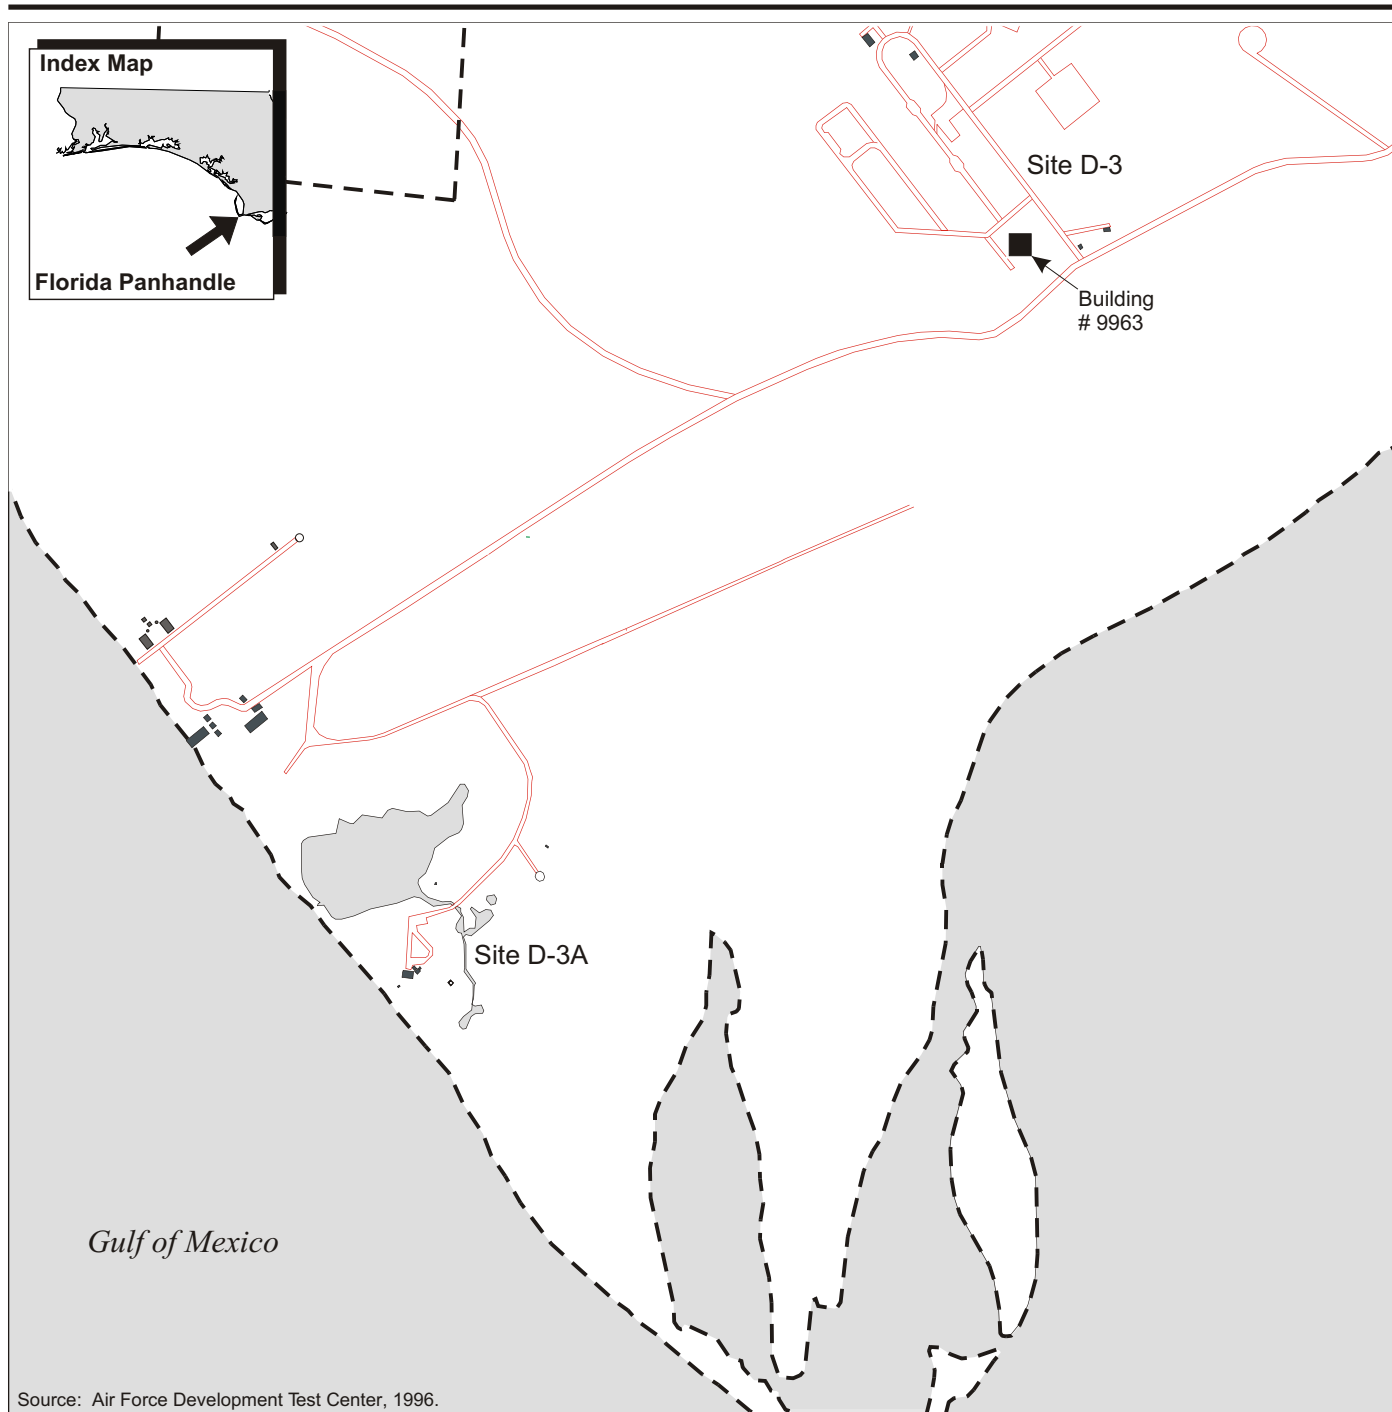 Index Map
Florida Panhandle
Site D-3
Building
# 9963
Site D-3A
Gulf of Mexico
Source: Air Force Development Test Center, 1996.